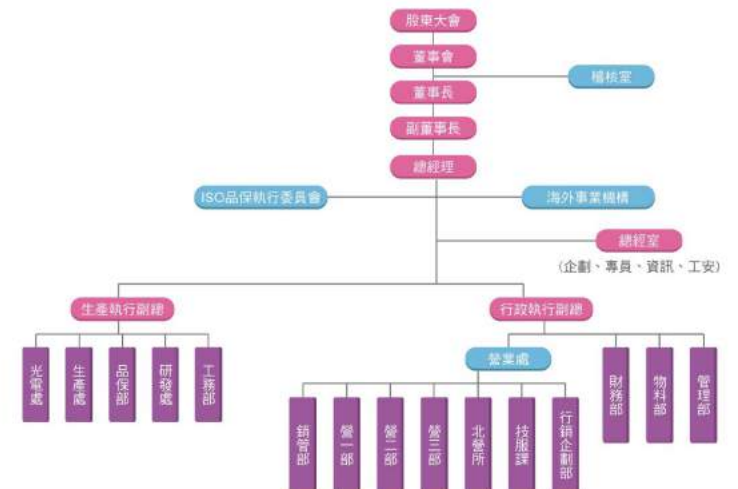 股東大會
董事會
稽核室
董事長
副董事長
總經理
ISO品保執行委員會
海外事業機構
總經室
(企劃、專員、資訊、工安)
生產執行副總
行政執行副總
光電處
生產處
品保部
研發處
工務部
營業處
財務部
物料部
管理部
銷管部
營一部
營二部
營三部
北營所
技服課
行銷企劃部